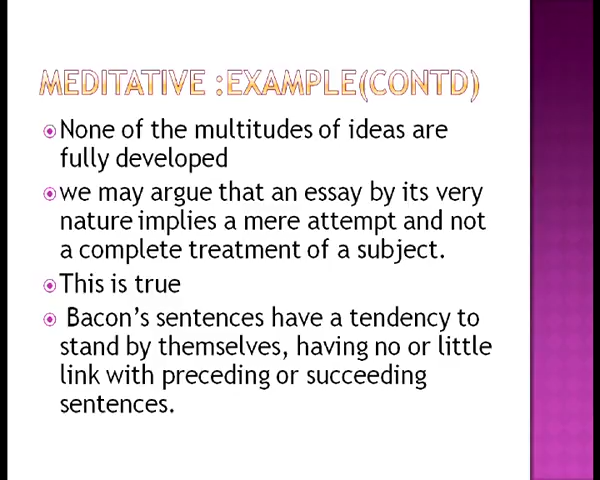 MEDITATIVE :EXAMPLE(CONTD)
None of the multitudes of ideas are
fully developed
we may argue that an essay by its very
nature implies a mere attempt and not
a complete treatment of a subject.
This is true
Bacon's sentences have a tendency to
stand by themselves, having no or little
link with preceding or succeeding
sentences.